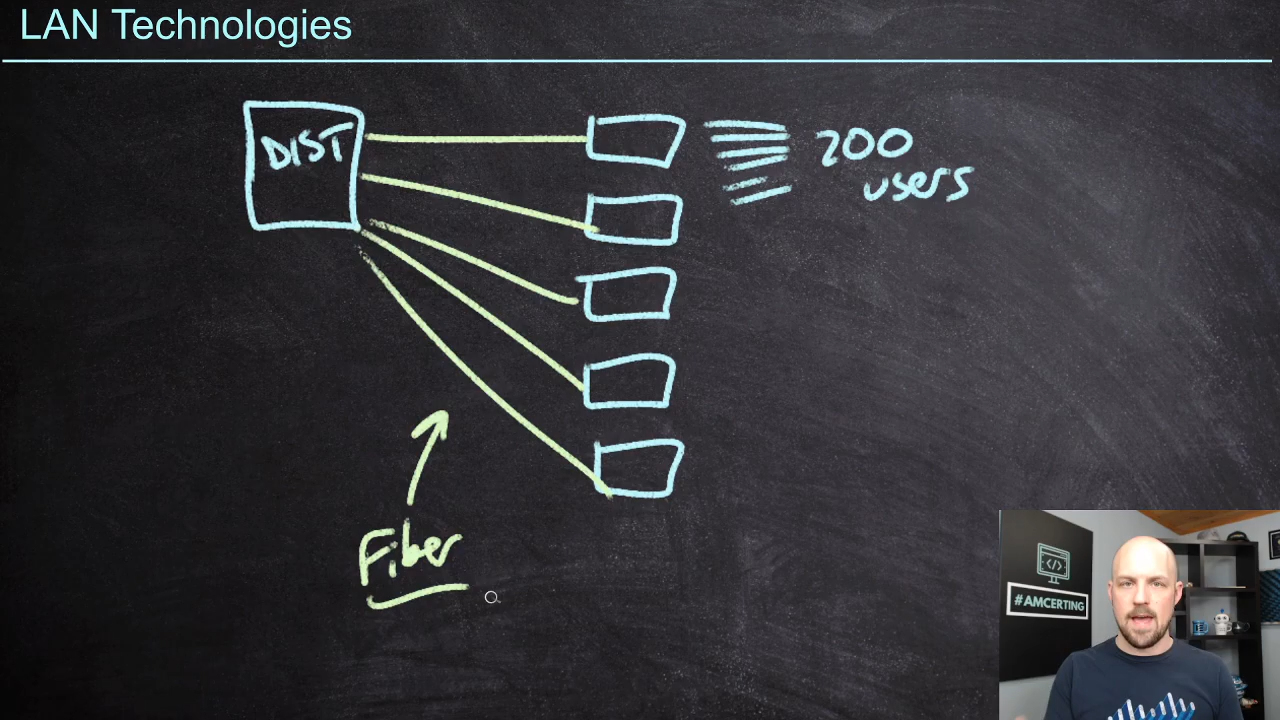 LAN Technologies
DIST
200
users
Fiber
</>
#AMCERTING